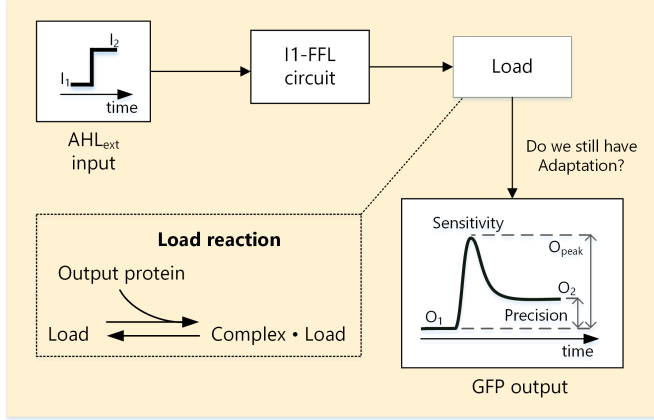 I₂
I₁
time
AHLₑₓₜ
input
I1-FFL
circuit
Load
Do we still have
Adaptation?
Load reaction
Output protein
Load
Complex • Load
Sensitivity
Oₚₑₐₖ
O₂
O₁
Precision
time
GFP output